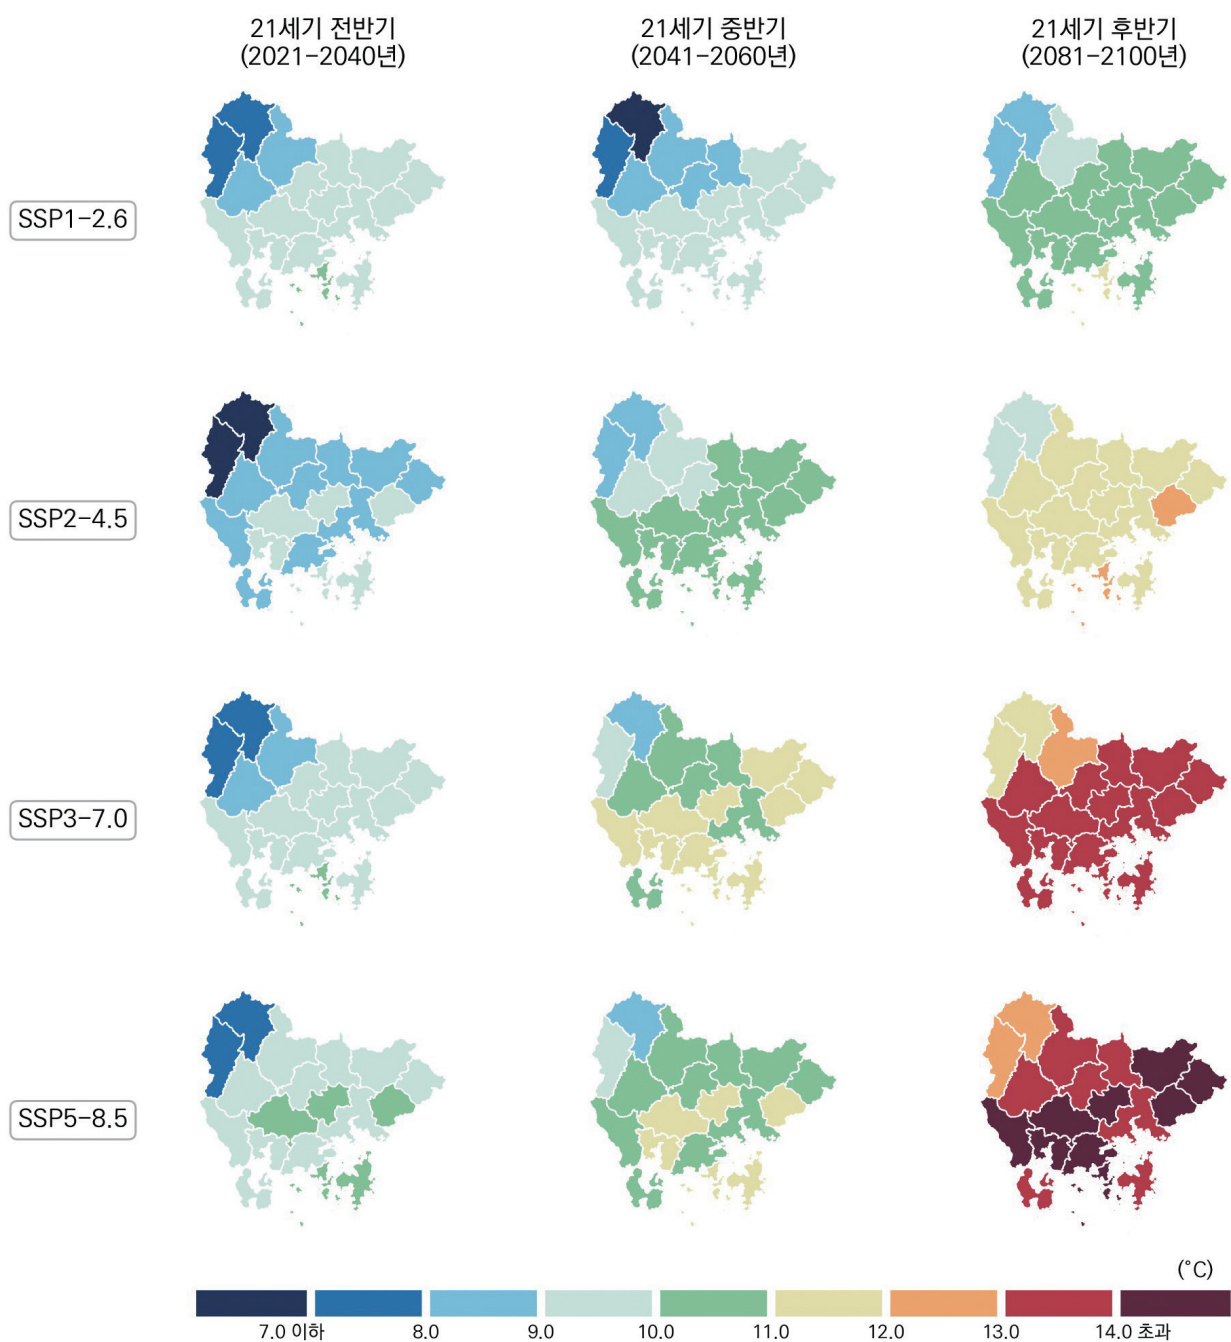 21세기 전반기
(2021-2040년)
21세기 중반기
(2041-2060년)
21세기 후반기
(2081-2100년)
SSP1-2.6
SSP2-4.5
SSP3-7.0
SSP5-8.5
(°C)
7.0 이하 8.0 9.0 10.0 11.0 12.0 13.0 14.0 초과